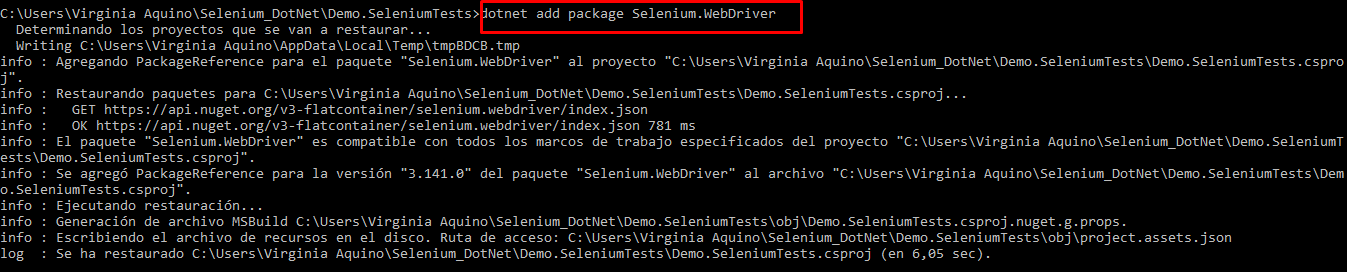 C:\Users\Virginia Aquino\Selenium_DotNet\Demo.SeleniumTests>dotnet add package Selenium.WebDriver
  Determinando los proyectos que se van a restaurar...
  Writing C:\Users\Virginia Aquino\AppData\Local\Temp\tmpBDCB.tmp
info : Agregando PackageReference para el paquete "Selenium.WebDriver" al proyecto "C:\Users\Virginia Aquino\Selenium_DotNet\Demo.SeleniumTests\Demo.SeleniumTests.cspro
j".
info : Restaurando paquetes para C:\Users\Virginia Aquino\Selenium_DotNet\Demo.SeleniumTests\Demo.SeleniumTests.csproj...
info :   GET https://api.nuget.org/v3-flatcontainer/selenium.webdriver/index.json
info :   OK https://api.nuget.org/v3-flatcontainer/selenium.webdriver/index.json 781 ms
info : El paquete "Selenium.WebDriver" es compatible con todos los marcos de trabajo especificados del proyecto "C:\Users\Virginia Aquino\Selenium_DotNet\Demo.SeleniumT
ests\Demo.SeleniumTests.csproj".
info : Se agregó PackageReference para la versión "3.141.0" del paquete "Selenium.WebDriver" al archivo "C:\Users\Virginia Aquino\Selenium_DotNet\Demo.SeleniumTests\Dem
o.SeleniumTests.csproj".
info : Ejecutando restauración...
info : Generación de archivo MSBuild C:\Users\Virginia Aquino\Selenium_DotNet\Demo.SeleniumTests\obj\Demo.SeleniumTests.csproj.nuget.g.props.
info : Escribiendo el archivo de recursos en el disco. Ruta de acceso: C:\Users\Virginia Aquino\Selenium_DotNet\Demo.SeleniumTests\obj\project.assets.json
log  : Se ha restaurado C:\Users\Virginia Aquino\Selenium_DotNet\Demo.SeleniumTests\Demo.SeleniumTests.csproj (en 6,05 sec).